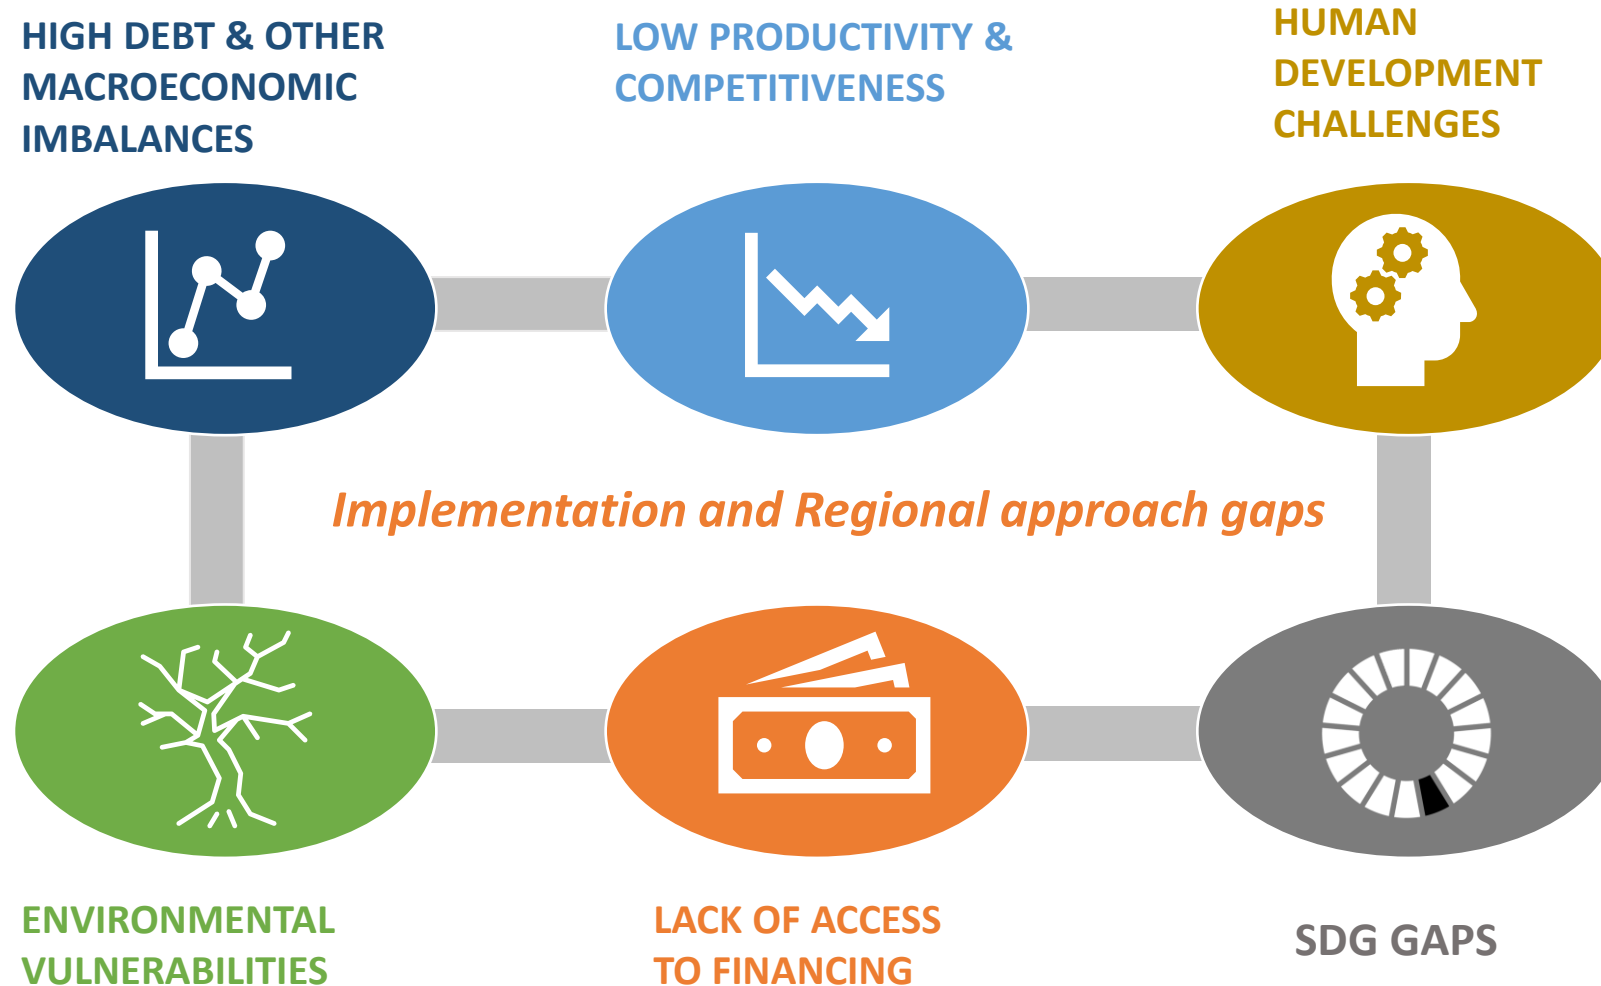 HIGH DEBT & OTHER
MACROECONOMIC
IMBALANCES
LOW PRODUCTIVITY &
COMPETITIVENESS
HUMAN
DEVELOPMENT
CHALLENGES
Implementation and Regional approach gaps
ENVIRONMENTAL
VULNERABILITIES
LACK OF ACCESS
TO FINANCING
SDG GAPS